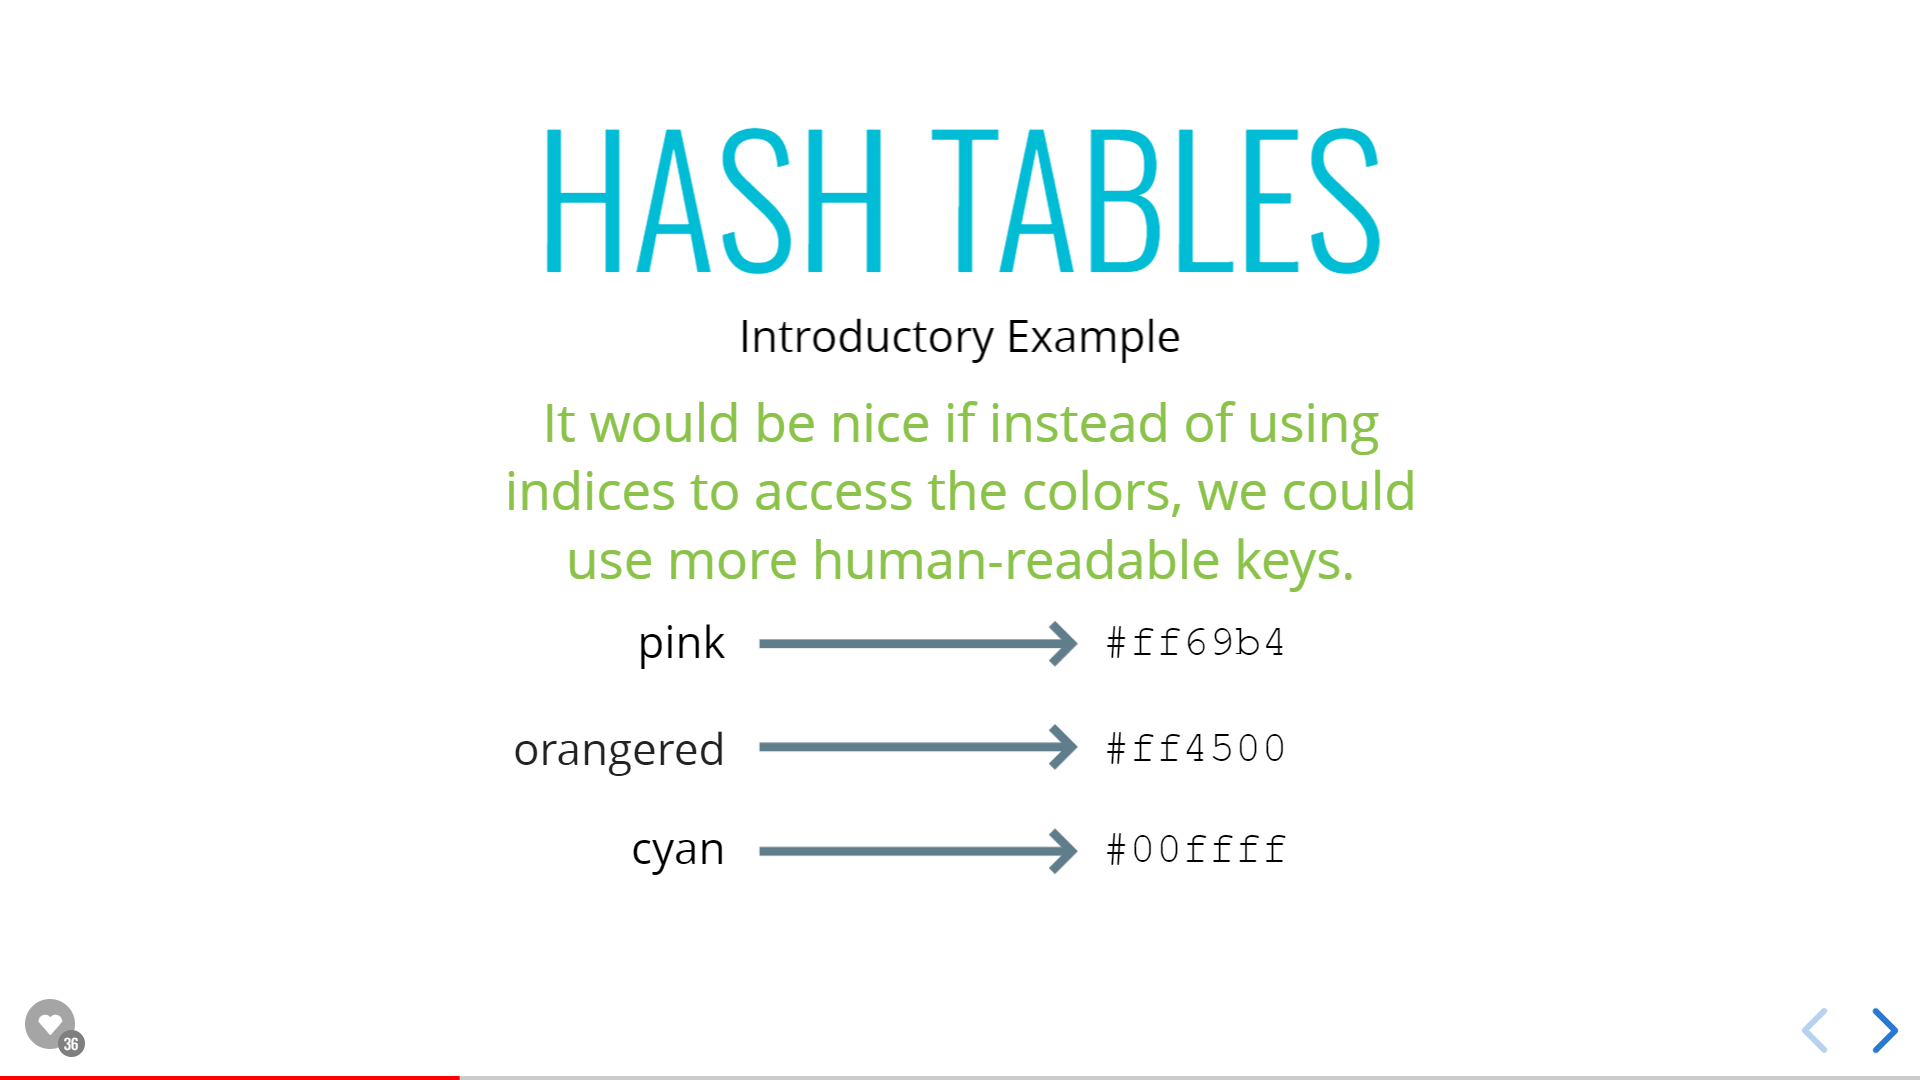 HASH TABLES
Introductory Example
It would be nice if instead of using
indices to access the colors, we could
use more human-readable keys.
pink #ff69b4
orangered #ff4500
cyan #00ffff
36